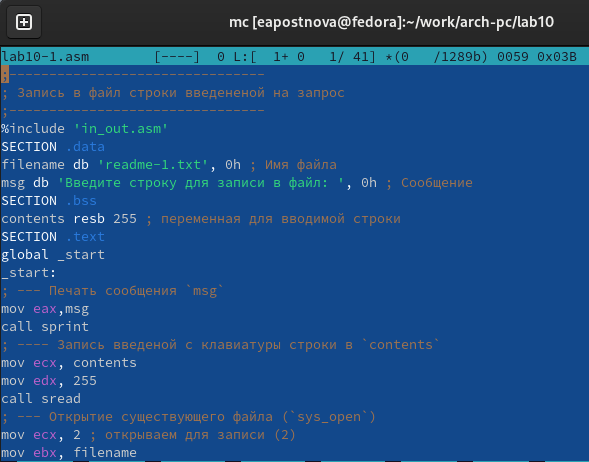 mc [eapostnova@fedora]:~/work/arch-pc/lab10
lab10-1.asm [----] 0 L:[ 1+ 0 1/ 41] *(0 /1289b) 0059 0x03B
;--------------------------------
; Запись в файл строки введененой на запрос
;--------------------------------
%include 'in_out.asm'
SECTION .data
filename db 'readme-1.txt', 0h ; Имя файла
msg db 'Введите строку для записи в файл: ', 0h ; Сообщение
SECTION .bss
contents resb 255 ; переменная для вводимой строки
SECTION .text
global _start
_start:
; --- Печать сообщения `msg`
mov eax,msg
call sprint
; ---- Запись введеной с клавиатуры строки в `contents`
mov ecx, contents
mov edx, 255
call sread
; --- Открытие существующего файла (`sys_open`)
mov ecx, 2 ; открываем для записи (2)
mov ebx, filename